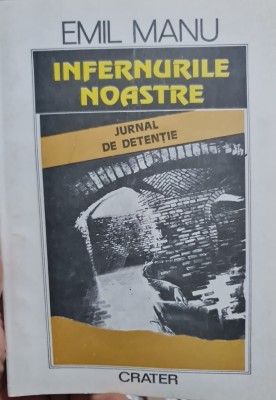 EMIL MANU
INFERNURILE
NOASTRE
JURNAL
DE DETENȚIE
CRATER